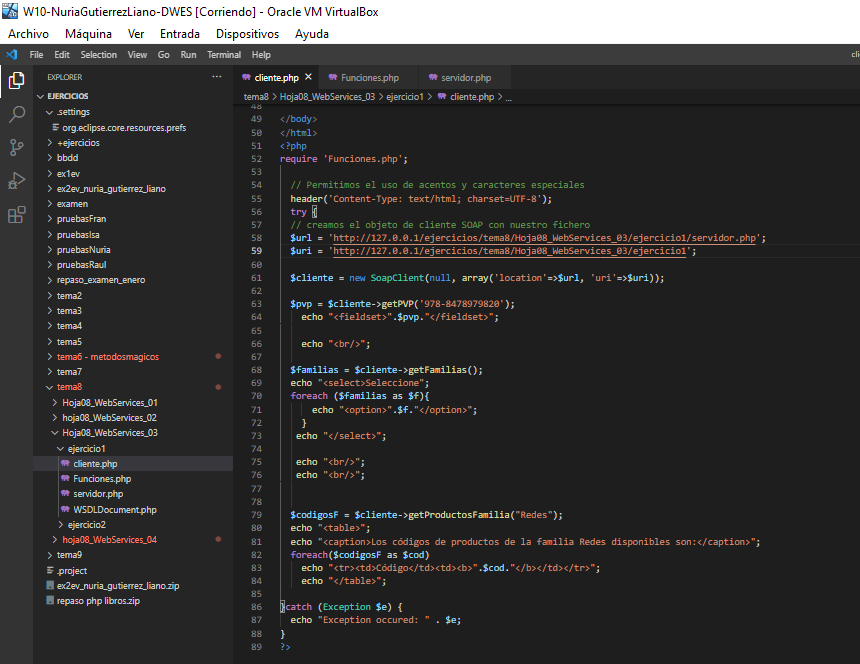 W10-NuriaGutierrezLiano-DWES [Corriendo] - Oracle VM VirtualBox
Archivo Máquina Ver Entrada Dispositivos Ayuda
File Edit Selection View Go Run Terminal Help
EXPLORER ...
EJERCICIOS
.settings
org.eclipse.core.resources.prefs
+ejercicios
bbdd
ex1ev
ex2ev_nuria_gutierrez_liano
examen
pruebasFran
pruebasIsa
pruebasNuria
pruebasRaul
repaso_examen_enero
tema2
tema3
tema4
tema5
tema6 - metodosmagicos
tema7
tema8
Hoja08_WebServices_01
hoja08_WebServices_02
Hoja08_WebServices_03
ejercicio1
cliente.php
Funciones.php
servidor.php
WSDLDocument.php
ejercicio2
hoja08_WebServices_04
tema9
.project
ex2ev_nuria_gutierrez_liano.zip
repaso php libros.zip
cliente.php Funciones.php servidor.php
tema8 > Hoja08_WebServices_03 > ejercicio1 > cliente.php > ...
48
49 </body>
50 </html>
51 <?php
52 require 'Funciones.php';
53
54 // Permitimos el uso de acentos y caracteres especiales
55 header('Content-Type: text/html; charset=UTF-8');
56 try {
57 // creamos el objeto de cliente SOAP con nuestro fichero
58 $url = 'http://127.0.0.1/ejercicios/tema8/Hoja08_WebServices_03/ejercicio1/servidor.php';
59 $uri = 'http://127.0.0.1/ejercicios/tema8/Hoja08_WebServices_03/ejercicio1';
60
61 $cliente = new SoapClient(null, array('location'=>$url, 'uri'=>$uri));
62
63 $pvp = $cliente->getPVP('978-8478979820');
64 echo "<fieldset>".$pvp."</fieldset>";
65
66 echo "<br/>";
67
68 $familias = $cliente->getFamilias();
69 echo "<select>Seleccione";
70 foreach ($familias as $f){
71 echo "<option>".$f."</option>";
72 }
73 echo "</select>";
74
75 echo "<br/>";
76 echo "<br/>";
77
78
79 $codigosF = $cliente->getProductosFamilia("Redes");
80 echo "<table>";
81 echo "<caption>Los códigos de productos de la familia Redes disponibles son:</caption>";
82 foreach($codigosF as $cod)
83 echo "<tr><td>Código</td><td><b>".$cod."</b></td></tr>";
84 echo "</table>";
85
86 }catch (Exception $e) {
87 echo "Exception occured: " . $e;
88 }
89 ?>